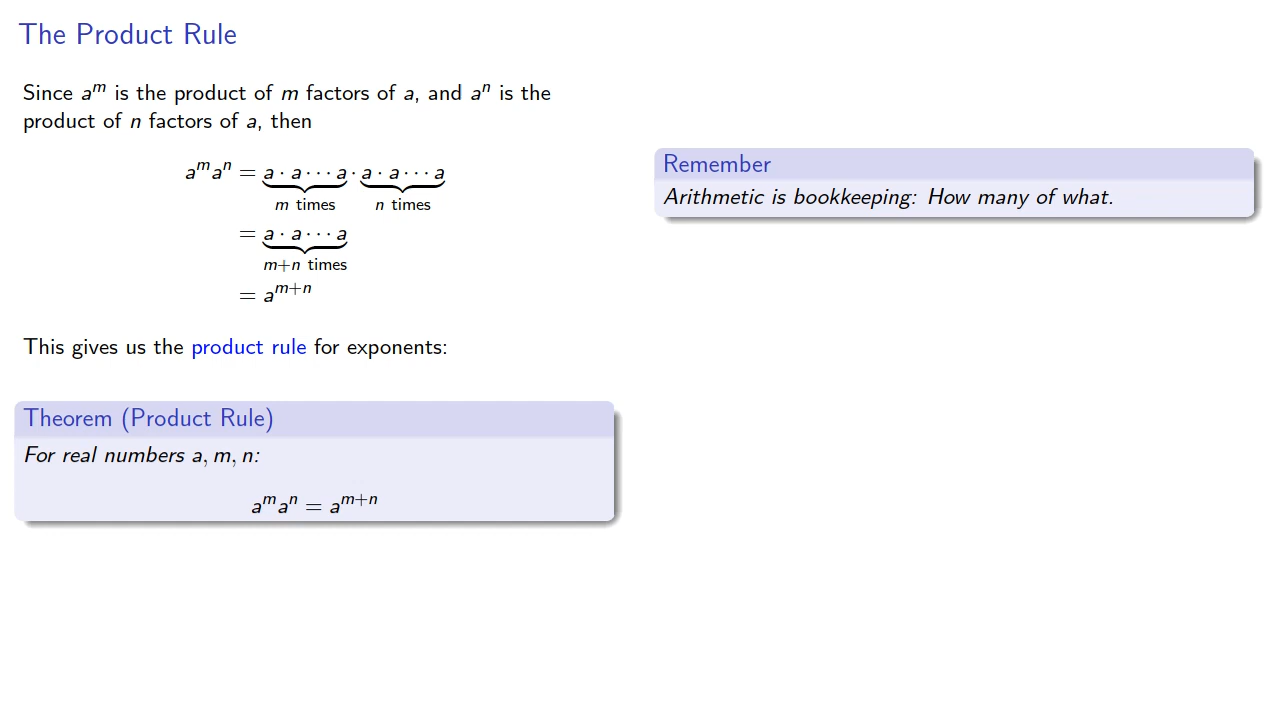 The Product Rule
Since a^m is the product of m factors of a, and a^n is the
product of n factors of a, then
a^m a^n = a · a · · · a · a · a · · · a
m times n times
= a · a · · · a
m+n times
= a^{m+n}
This gives us the product rule for exponents:
Theorem (Product Rule)
For real numbers a, m, n:
a^m a^n = a^{m+n}
Remember
Arithmetic is bookkeeping: How many of what.